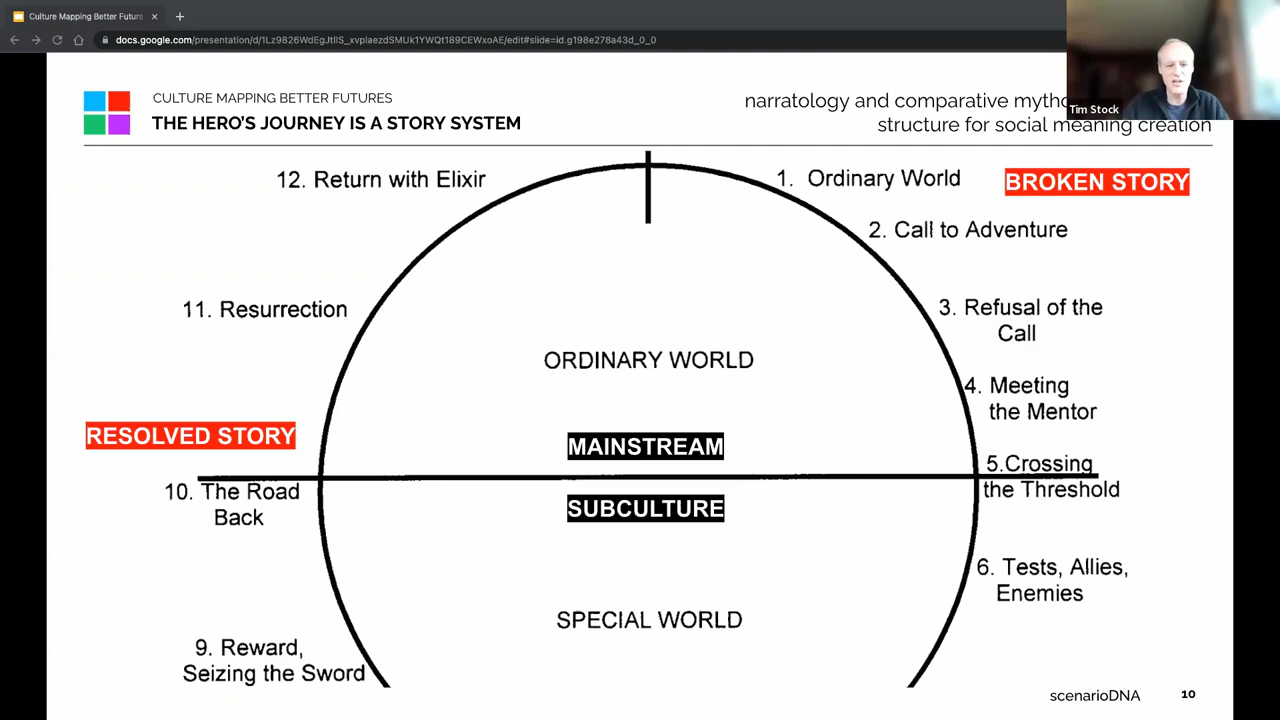 Culture Mapping Better Future
docs.google.com/presentation/d/1Lz9826WdEgJtIlS_xvplaezdSMUk1YWQt189CEWxoAE/edit#slide=id.g198e278a43d_0_0
Tim Stock
CULTURE MAPPING BETTER FUTURES
THE HERO'S JOURNEY IS A STORY SYSTEM
narratology and comparative
structure for social meaning creation
12. Return with Elixir
1. Ordinary World
BROKEN STORY
2. Call to Adventure
11. Resurrection
3. Refusal of the
Call
ORDINARY WORLD
4. Meeting
the Mentor
RESOLVED STORY
MAINSTREAM
5.Crossing
the Threshold
10. The Road
Back
SUBCULTURE
6. Tests, Allies,
Enemies
SPECIAL WORLD
9. Reward,
Seizing the Sword
scenarioDNA
10